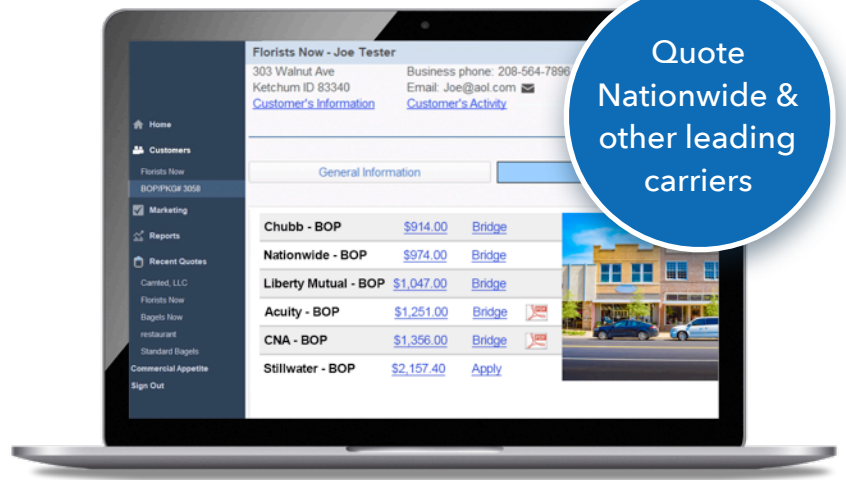 Quote
Nationwide &
other leading
carriers
Florists Now - Joe Tester
303 Walnut Ave
Business phone: 208-564-7896
Ketchum ID 83340
Email: Joe@aol.com
Customer's Information
Customer's Activity
General Information
Home
Customers
Florists Now
BOP/PKG# 3058
Marketing
Reports
Recent Quotes
Camted, LLC
Florists Now
Bagels Now
restaurant
Standard Bagels
Commercial Appetite
Sign Out
Chubb - BOP $914.00 Bridge
Nationwide - BOP $974.00 Bridge
Liberty Mutual - BOP $1,047.00 Bridge
Acuity - BOP $1,251.00 Bridge
CNA - BOP $1,356.00 Bridge
Stillwater - BOP $2,157.40 Apply